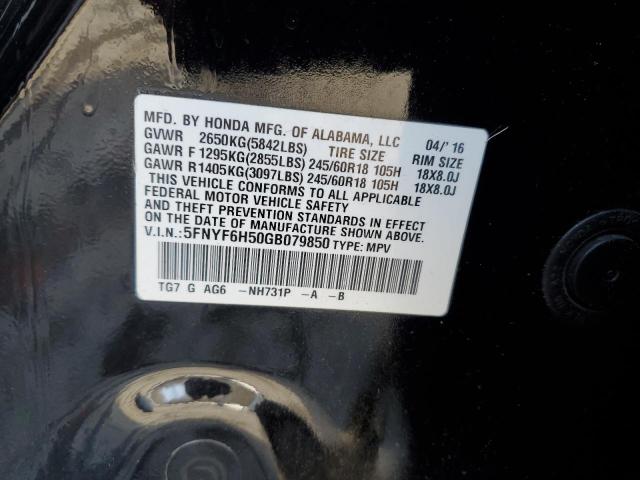 MFD. BY HONDA MFG. OF ALABAMA, LLC 04/'16
GVWR 2650KG(5842LBS) TIRE SIZE RIM SIZE
GAWR F 1295KG(2855LBS) 245/60R18 105H 18X8.0J
GAWR R 1405KG(3097LBS) 245/60R18 105H 18X8.0J
THIS VEHICLE CONFORMS TO ALL APPLICABLE
FEDERAL MOTOR VEHICLE SAFETY
AND THEFT PREVENTION STANDARDS IN EFFECT
ON THE DATE OF MANUFACTURE SHOWN ABOVE.
V.I.N.:5FNYF6H50GB079850 TYPE: MPV
TG7 G AG6 -NH731P -A -B